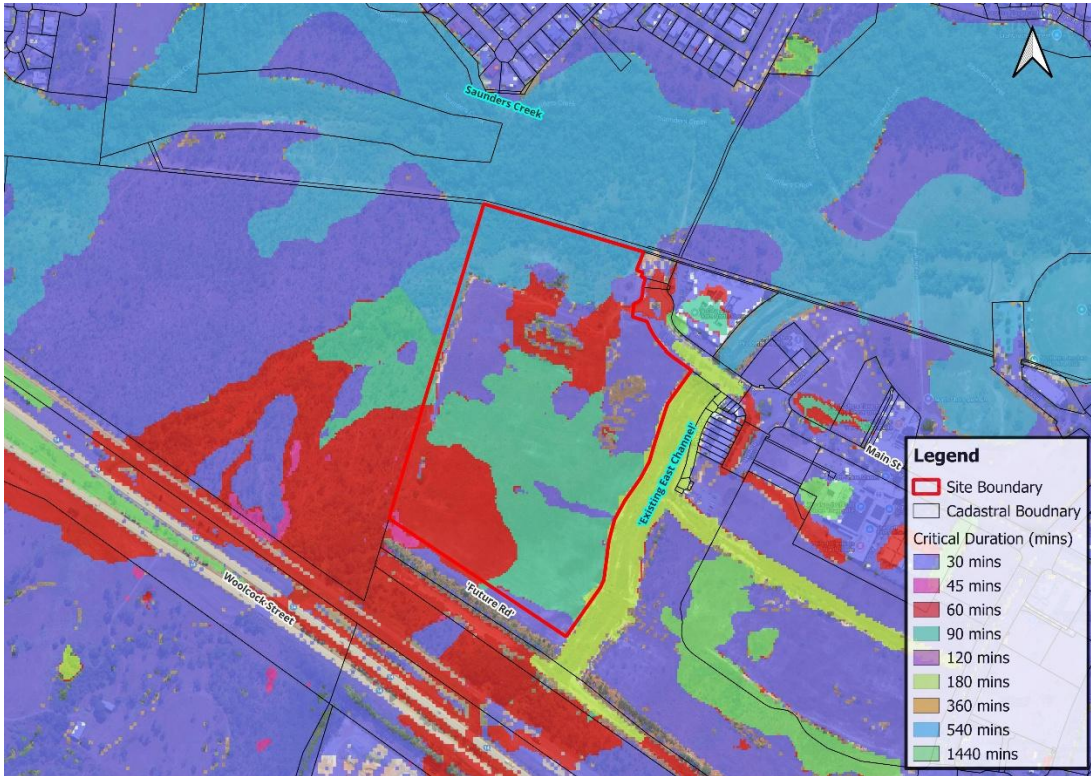 Saunders Creek
'Existing East Channel'
Main St
'Future Rd'
Woolcock Street
Legend
Site Boundary
Cadastral Boudnary
Critical Duration (mins)
30 mins
45 mins
60 mins
90 mins
120 mins
180 mins
360 mins
540 mins
1440 mins